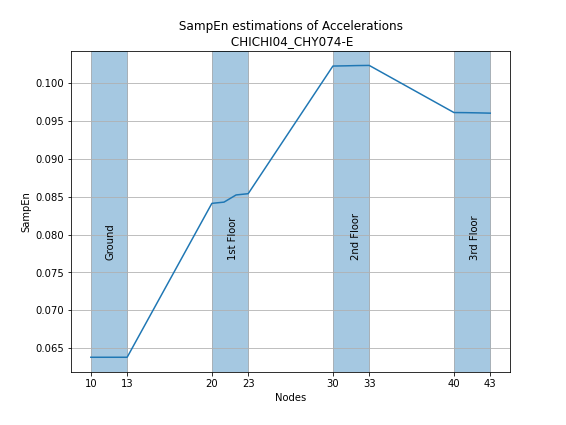 SampEn estimations of Accelerations
CHICHI04_CHY074-E
0.100
0.095
0.090
0.085
0.080
0.075
0.070
0.065
SampEn
Ground
1st Floor
2nd Floor
3rd Floor
10 13 20 23 30 33 40 43
Nodes